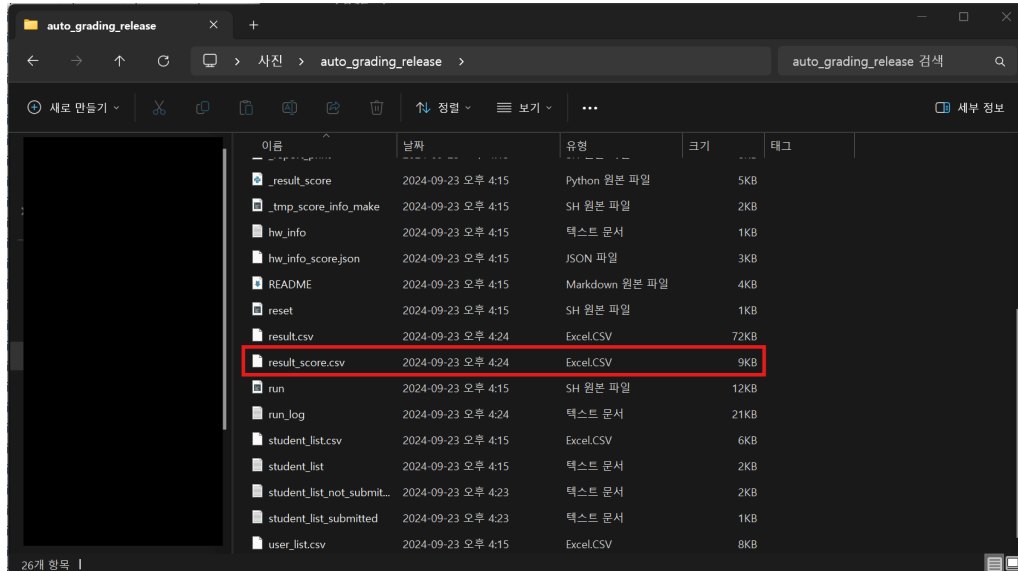 auto_grading_release
사진 > auto_grading_release >
auto_grading_release 검색
새로 만들기
정렬
보기
세부 정보
이름 날짜 유형 크기 태그
_result_score 2024-09-23 오후 4:15 Python 원본 파일 5KB
_tmp_score_info_make 2024-09-23 오후 4:15 SH 원본 파일 2KB
hw_info 2024-09-23 오후 4:15 텍스트 문서 1KB
hw_info_score.json 2024-09-23 오후 4:15 JSON 파일 3KB
README 2024-09-23 오후 4:15 Markdown 원본 파일 4KB
reset 2024-09-23 오후 4:15 SH 원본 파일 1KB
result.csv 2024-09-23 오후 4:24 Excel.CSV 72KB
result_score.csv 2024-09-23 오후 4:24 Excel.CSV 9KB
run 2024-09-23 오후 4:15 SH 원본 파일 12KB
run_log 2024-09-23 오후 4:24 텍스트 문서 21KB
student_list.csv 2024-09-23 오후 4:15 Excel.CSV 6KB
student_list 2024-09-23 오후 4:15 텍스트 문서 2KB
student_list_not_submit... 2024-09-23 오후 4:23 텍스트 문서 2KB
student_list_submitted 2024-09-23 오후 4:23 텍스트 문서 1KB
user_list.csv 2024-09-23 오후 4:15 Excel.CSV 8KB
26개 항목